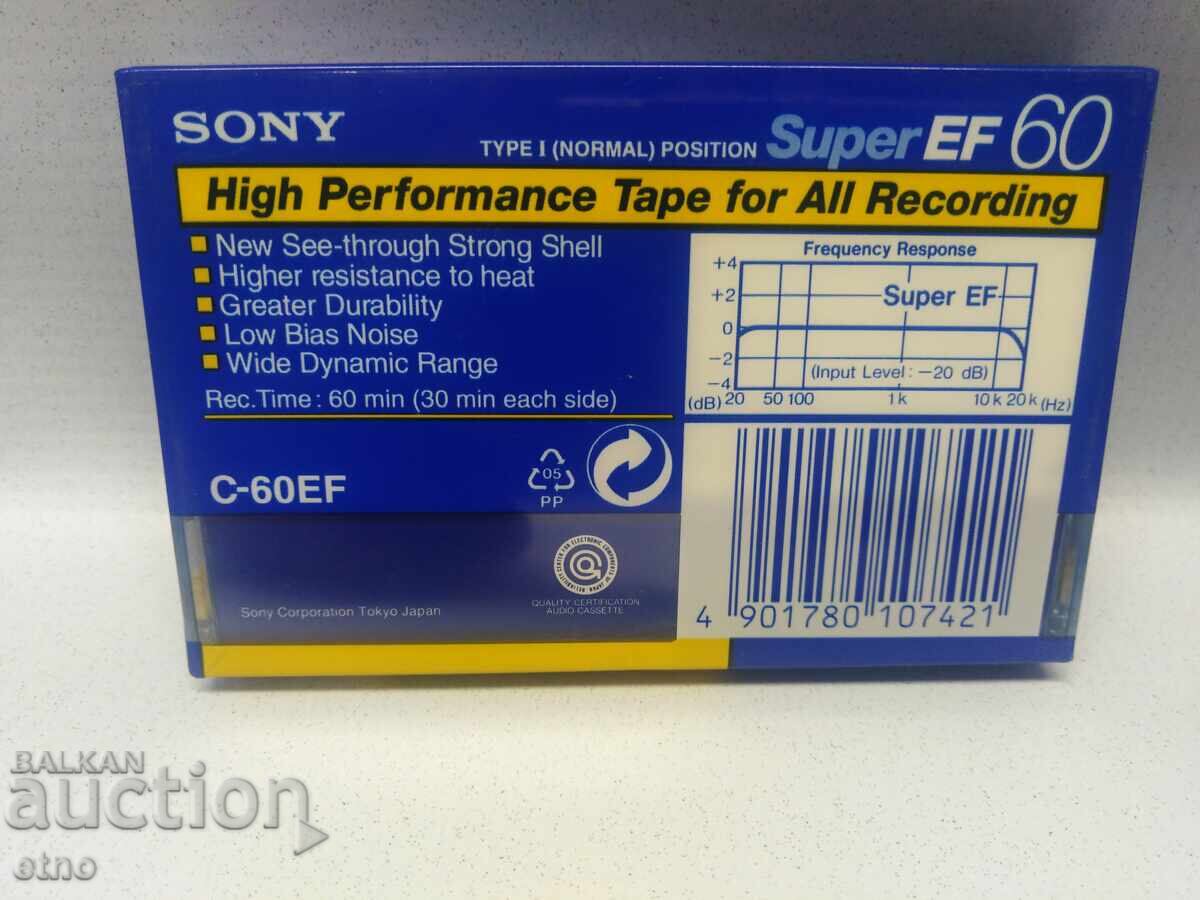 SONY
TYPE I (NORMAL) POSITION Super EF 60
High Performance Tape for All Recording
New See-through Strong Shell
Higher resistance to heat
Greater Durability
Low Bias Noise
Wide Dynamic Range
Rec.Time: 60 min (30 min each side)
Frequency Response
+4
+2
0
−2
−4
Super EF
(Input Level: −20 dB)
(dB) 20 50 100 1k 10k 20k (Hz)
C-60EF
05
PP
QUALITY CERTIFICATION
AUDIO CASSETTE
Sony Corporation Tokyo Japan
4 901780 107421
BALKAN
auction
etno